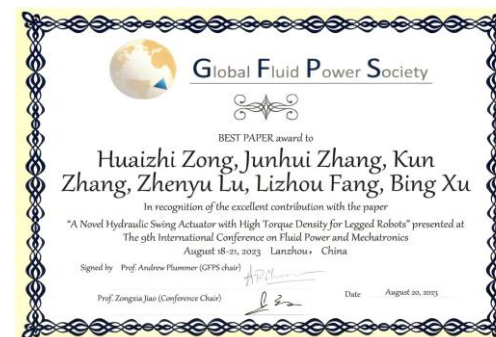 Global Fluid Power Society
BEST PAPER award to
Huaizhi Zong, Junhui Zhang, Kun
Zhang, Zhenyu Lu, Lizhou Fang, Bing Xu
In recognition of the excellent contribution with the paper
"A Novel Hydraulic Swing Actuator with High Torque Density for Legged Robots" presented at
The 9th International Conference on Fluid Power and Mechatronics
August 18-21, 2023 Lanzhou, China
Signed by Prof. Andrew Plummer (GFPS chair)
Prof. Zongxia Jiao (Conference Chair)
Date August 20, 2023